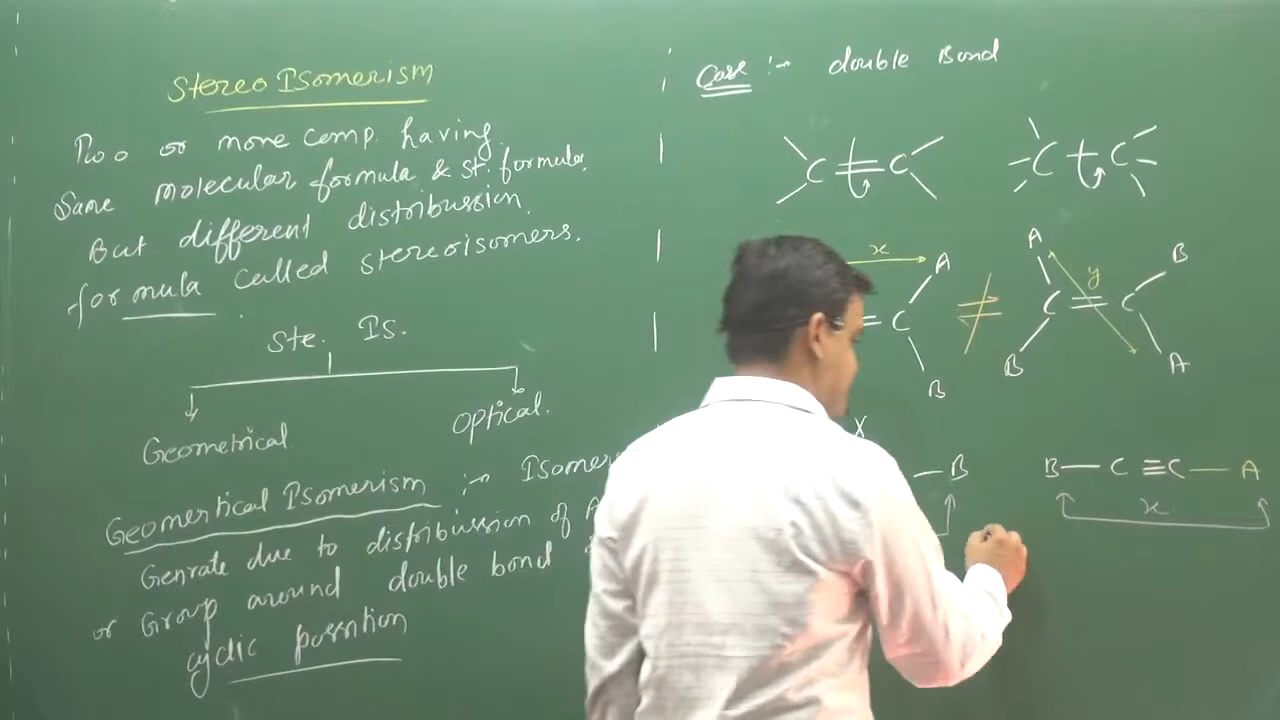 Stereo Isomerism
Two or more comp. having
Same molecular formula & st. formula,
But different distribussion
formula called stereoisomers.
Ste. Is.
Geometrical
Optical.
Geomertical Isomerism :- Isomer
Genrate due to distribussion of A
or Group around double bond
cyclic
Case :- double Bond
C = C
C C
x
A
C
B
A
B
y
C = C
B
A
X
B
B — C ≡ C — A
x